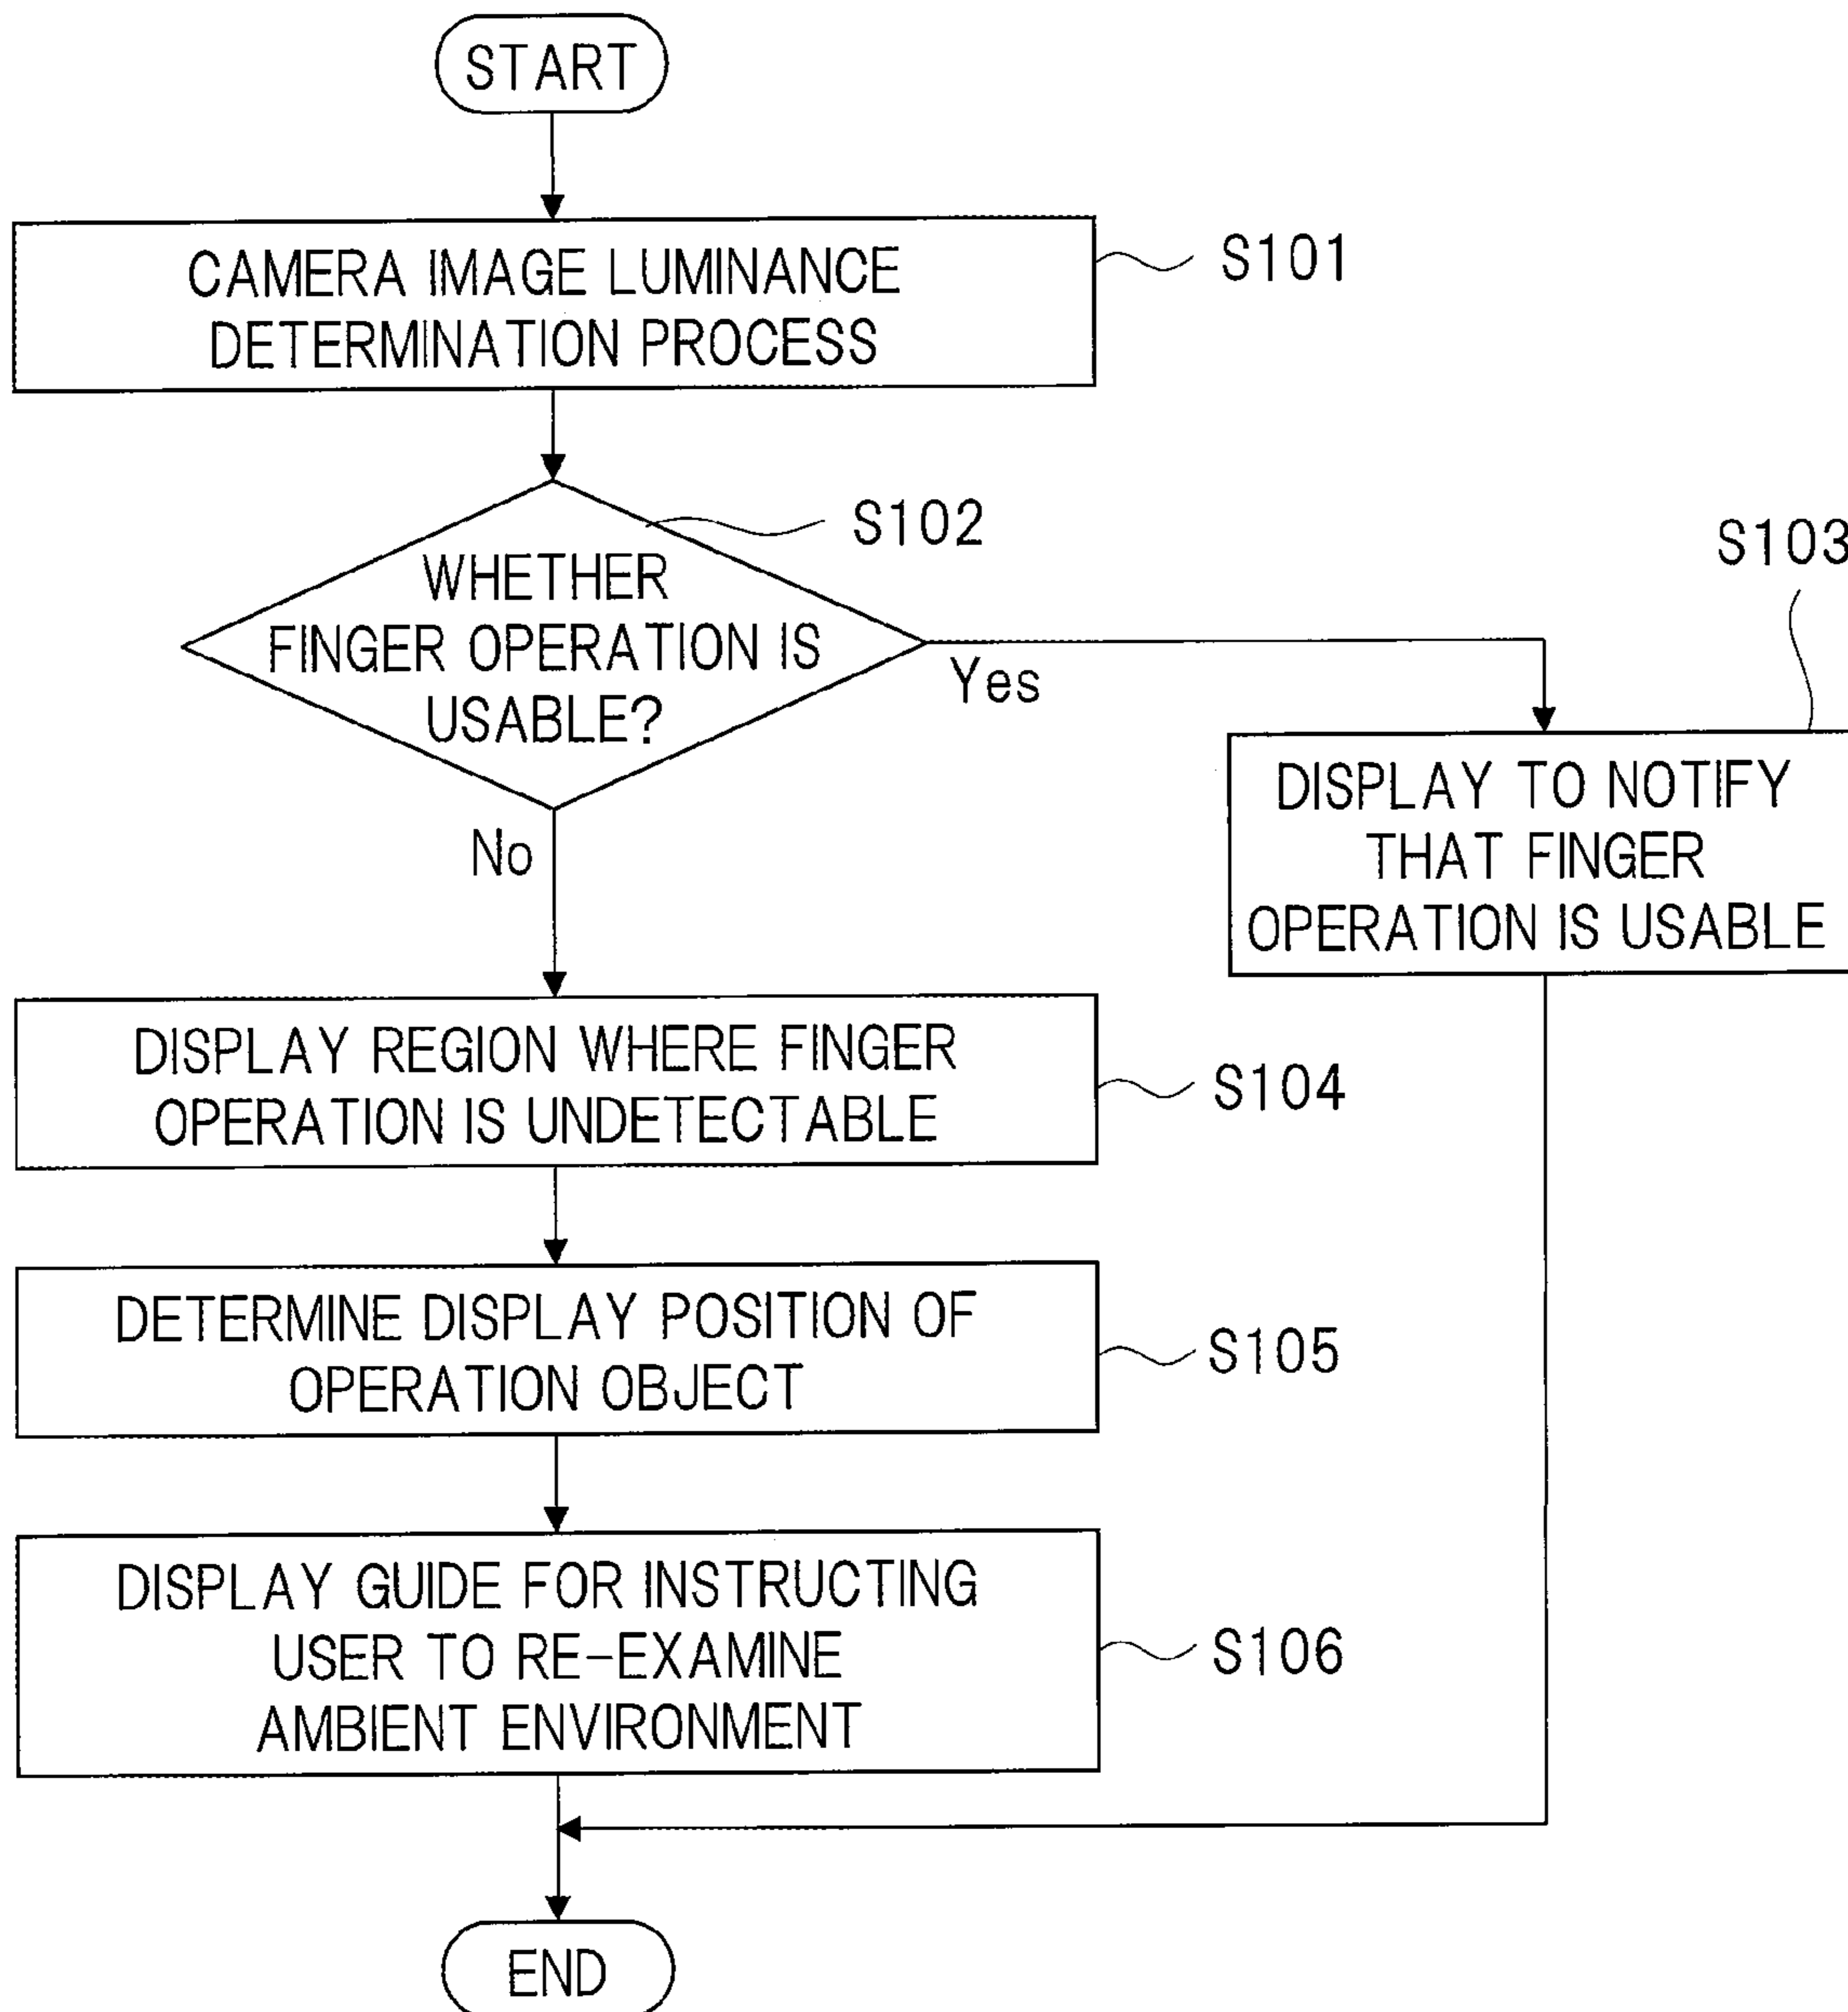 START
CAMERA IMAGE LUMINANCE
DETERMINATION PROCESS
S101
S102
WHETHER
FINGER OPERATION IS
USABLE?
Yes
No
S103
DISPLAY TO NOTIFY
THAT FINGER
OPERATION IS USABLE
DISPLAY REGION WHERE FINGER
OPERATION IS UNDETECTABLE
S104
DETERMINE DISPLAY POSITION OF
OPERATION OBJECT
S105
DISPLAY GUIDE FOR INSTRUCTING
USER TO RE-EXAMINE
AMBIENT ENVIRONMENT
S106
END